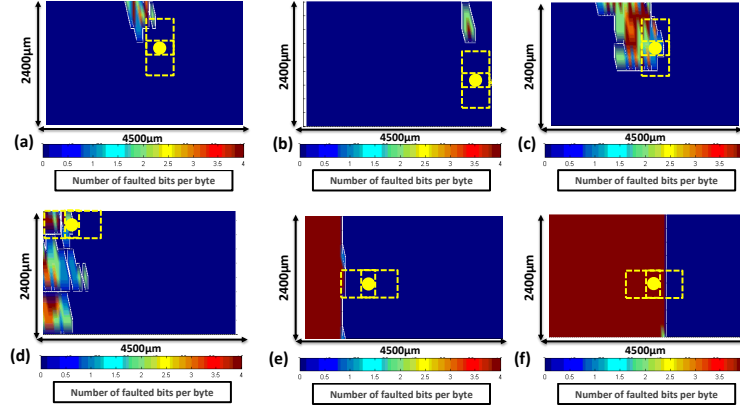 2400µm
2400µm
2400µm
(a)
4500µm
(b)
4500µm
(c)
4500µm
0 0.5 1 1.5 2 2.5 3 3.5 4
0 0.5 1 1.5 2 2.5 3 3.5
0 0.5 1 1.5 2 2.5 3 3.5
Number of faulted bits per byte
Number of faulted bits per byte
Number of faulted bits per byte
2400µm
2400µm
2400µm
(d)
4500µm
(e)
4500µm
(f)
4500µm
0 0.5 1 1.5 2 2.5 3 3.5 4
0 0.5 1 1.5 2 2.5 3 3.5 4
0 0.5 1 1.5 2 2.5 3 3.5
Number of faulted bits per byte
Number of faulted bits per byte
Number of faulted bits per byte